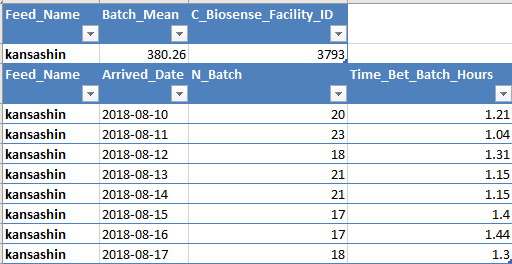 Feed_Name Batch_Mean C_Biosense_Facility_ID
kansashin 380.26 3793
Feed_Name Arrived_Date N_Batch Time_Bet_Batch_Hours
kansashin 2018-08-10 20 1.21
kansashin 2018-08-11 23 1.04
kansashin 2018-08-12 18 1.31
kansashin 2018-08-13 21 1.15
kansashin 2018-08-14 21 1.15
kansashin 2018-08-15 17 1.4
kansashin 2018-08-16 17 1.44
kansashin 2018-08-17 18 1.3